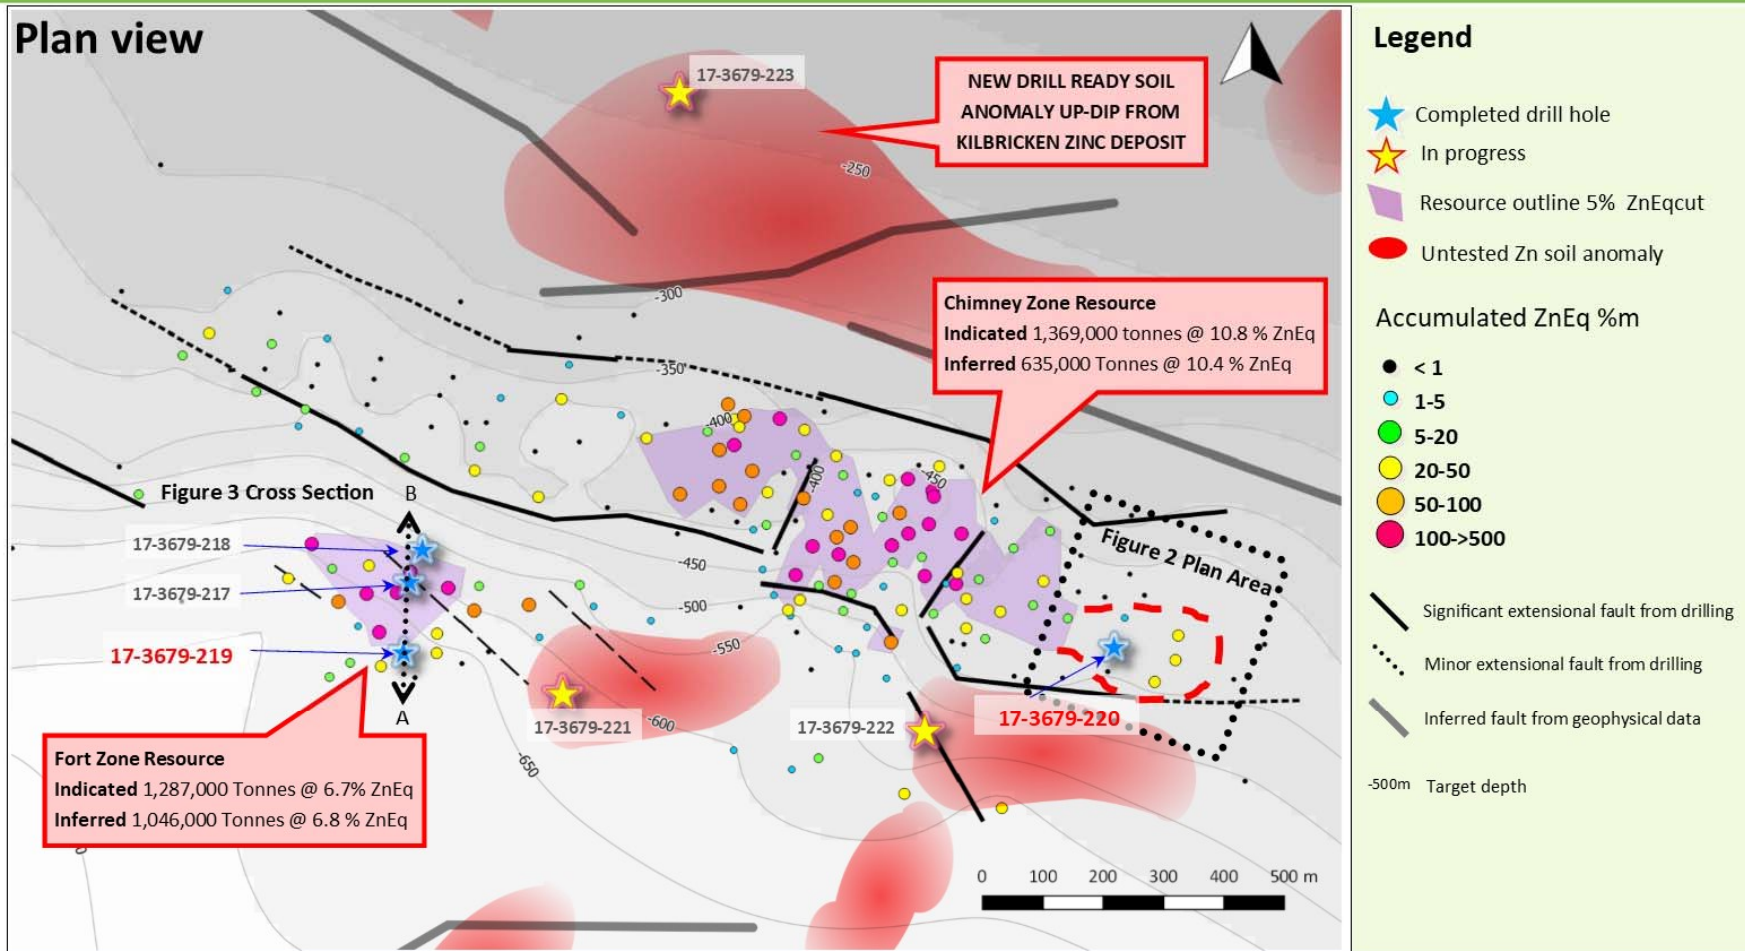 Plan view
17-3679-223
NEW DRILL READY SOIL
ANOMALY UP-DIP FROM
KILBRICKEN ZINC DEPOSIT
-250
-300
Chimney Zone Resource
Indicated 1,369,000 tonnes @ 10.8 % ZnEq
Inferred 635,000 Tonnes @ 10.4 % ZnEq
-350
-400
-400
-450
Figure 3 Cross Section
B
17-3679-218
17-3679-217
17-3679-219
A
-450
-500
-550
-600
-650
Figure 2 Plan Area
17-3679-221
17-3679-222
17-3679-220
Fort Zone Resource
Indicated 1,287,000 Tonnes @ 6.7% ZnEq
Inferred 1,046,000 Tonnes @ 6.8 % ZnEq
0 100 200 300 400 500 m
Legend
Completed drill hole
In progress
Resource outline 5% ZnEqcut
Untested Zn soil anomaly
Accumulated ZnEq %m
< 1
1-5
5-20
20-50
50-100
100->500
Significant extensional fault from drilling
Minor extensional fault from drilling
Inferred fault from geophysical data
-500m Target depth